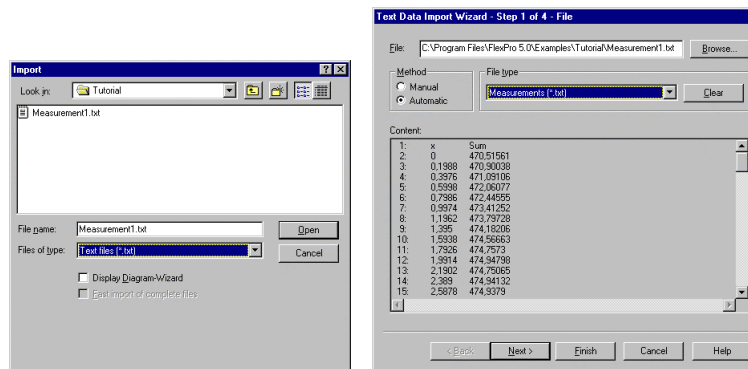 Import
Look in: Tutorial
Measurement1.txt
File name: Measurement1.txt Open
Files of type: Text files (*.txt) Cancel
Display Diagram-Wizard
Fast import of complete files
Text Data Import Wizard - Step 1 of 4 - File
File: C:\Program Files\FlexPro 5.0\Examples\Tutorial\Measurement1.txt Browse...
Method File type
Manual
Automatic Measurements (*.txt) Clear
Content:
1: x Sum
2: 0 470,51561
3: 0,1988 470,90038
4: 0,3976 471,09106
5: 0,5998 472,06077
6: 0,7986 472,44555
7: 0,9974 473,41252
8: 1,1962 473,79728
9: 1,395 474,18206
10: 1,5938 474,56663
11: 1,7926 474,7573
12: 1,9914 474,94798
13: 2,1902 474,75065
14: 2,389 474,94132
15: 2,5878 474,9379
< Back Next > Finish Cancel Help